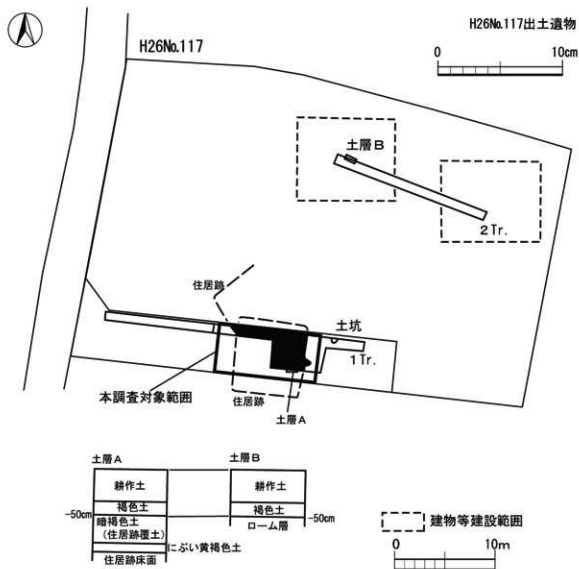 H26No.117出土遺物
0 10cm
H26No.117
土層B
2Tr.
住居跡
土坑
1Tr.
本調査対象範囲
住居跡
土層A
土層A 土層B
耕作土 耕作土
褐色土 褐色土
-50cm -50cm
暗褐色土 ローム層
(住居跡覆土)
にぶい黄褐色土
住居跡床面
建物等建設範囲
0 10m